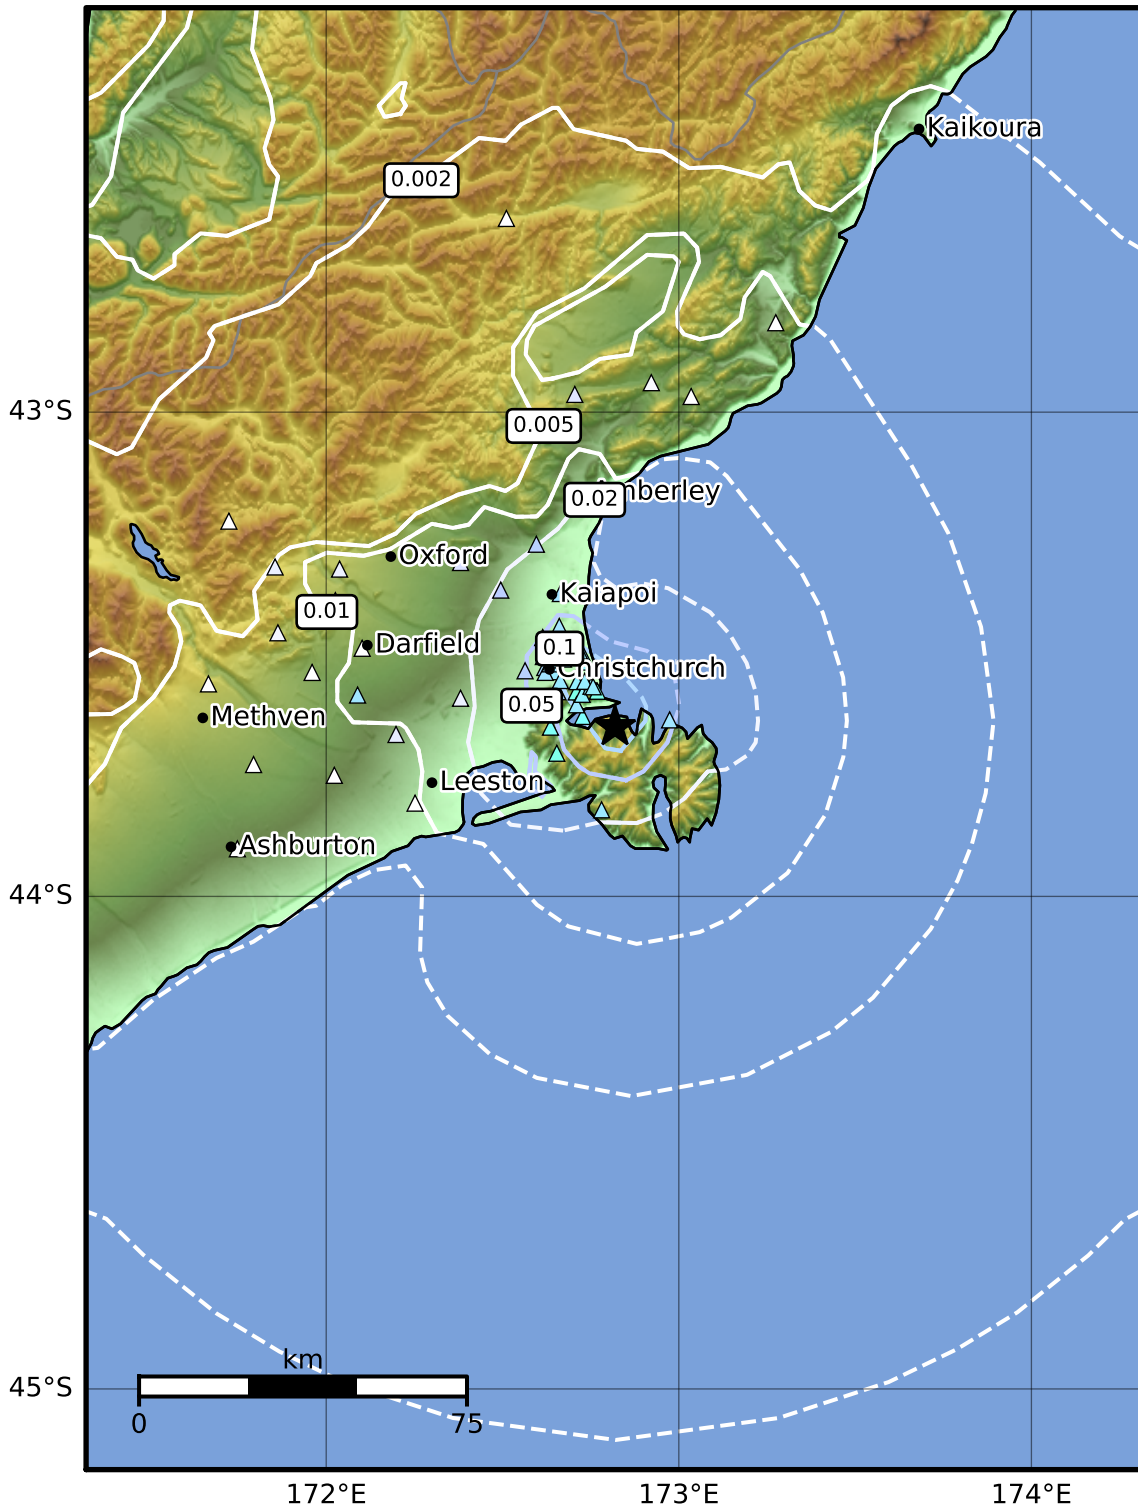 Kaikoura
0.002
43°S
0.005
0.02
mberley
Oxford
Kaiapoi
0.01
Darfield
0.1
Christchurch
0.05
Methven
Leeston
Ashburton
44°S
km
45°S
0
75
172°E
173°E
174°E